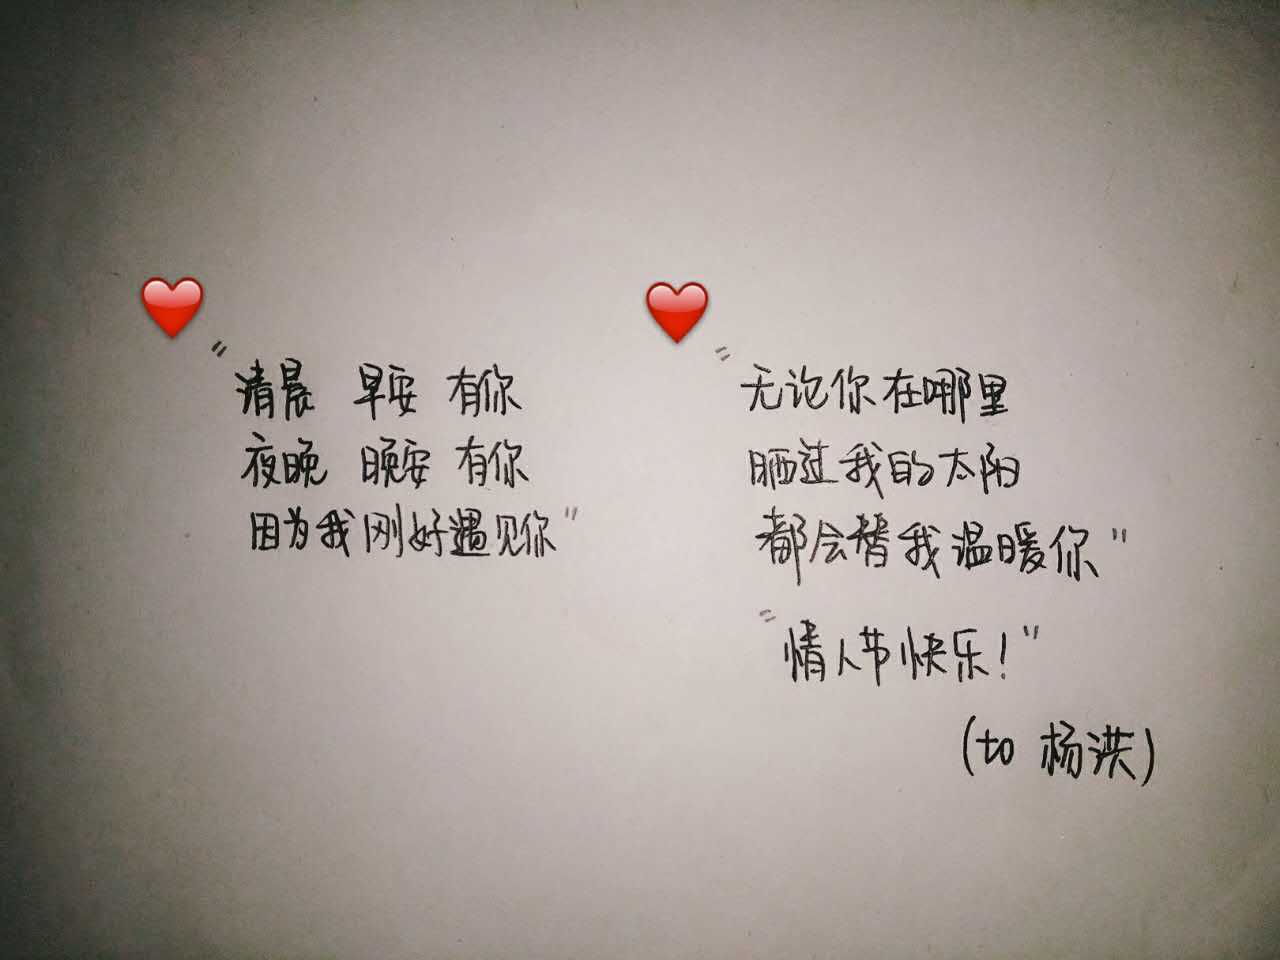 "清晨 早安 有你
夜晚 晚安 有你
因为我刚好遇见你"
"无论你在哪里
晒过我的太阳
都会替我温暖你"
"情人节快乐!"
(to 杨洪)